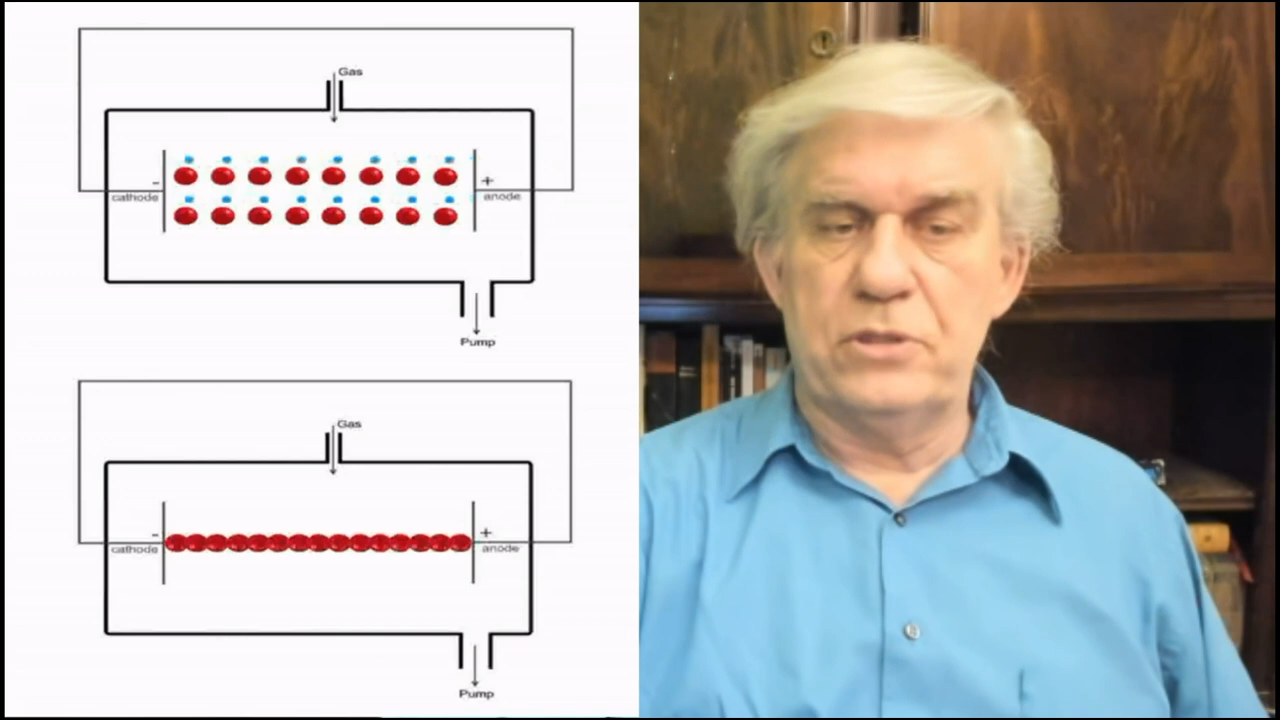 Gas
-
+
cathode
anode
Pump
Gas
-
+
cathode
anode
Pump